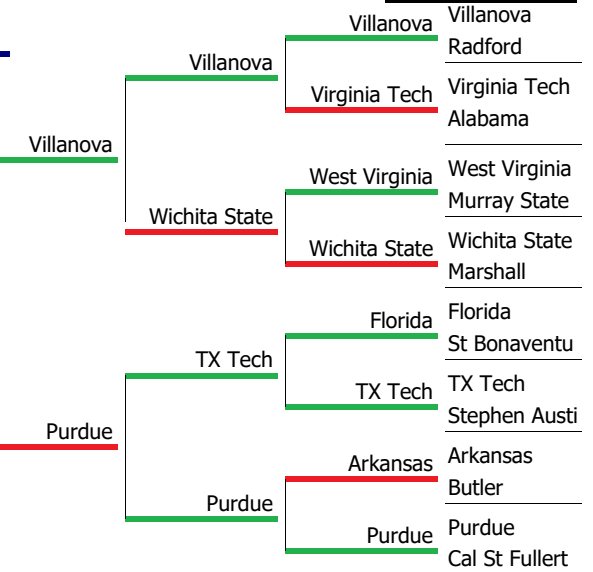 Villanova
Villanova
Radford
Villanova
Virginia Tech
Virginia Tech
Alabama
Villanova
West Virginia
West Virginia
Murray State
Wichita State
Wichita State
Wichita State
Marshall
Florida
Florida
St Bonaventu
TX Tech
TX Tech
TX Tech
Stephen Austi
Purdue
Arkansas
Arkansas
Butler
Purdue
Purdue
Purdue
Cal St Fullert